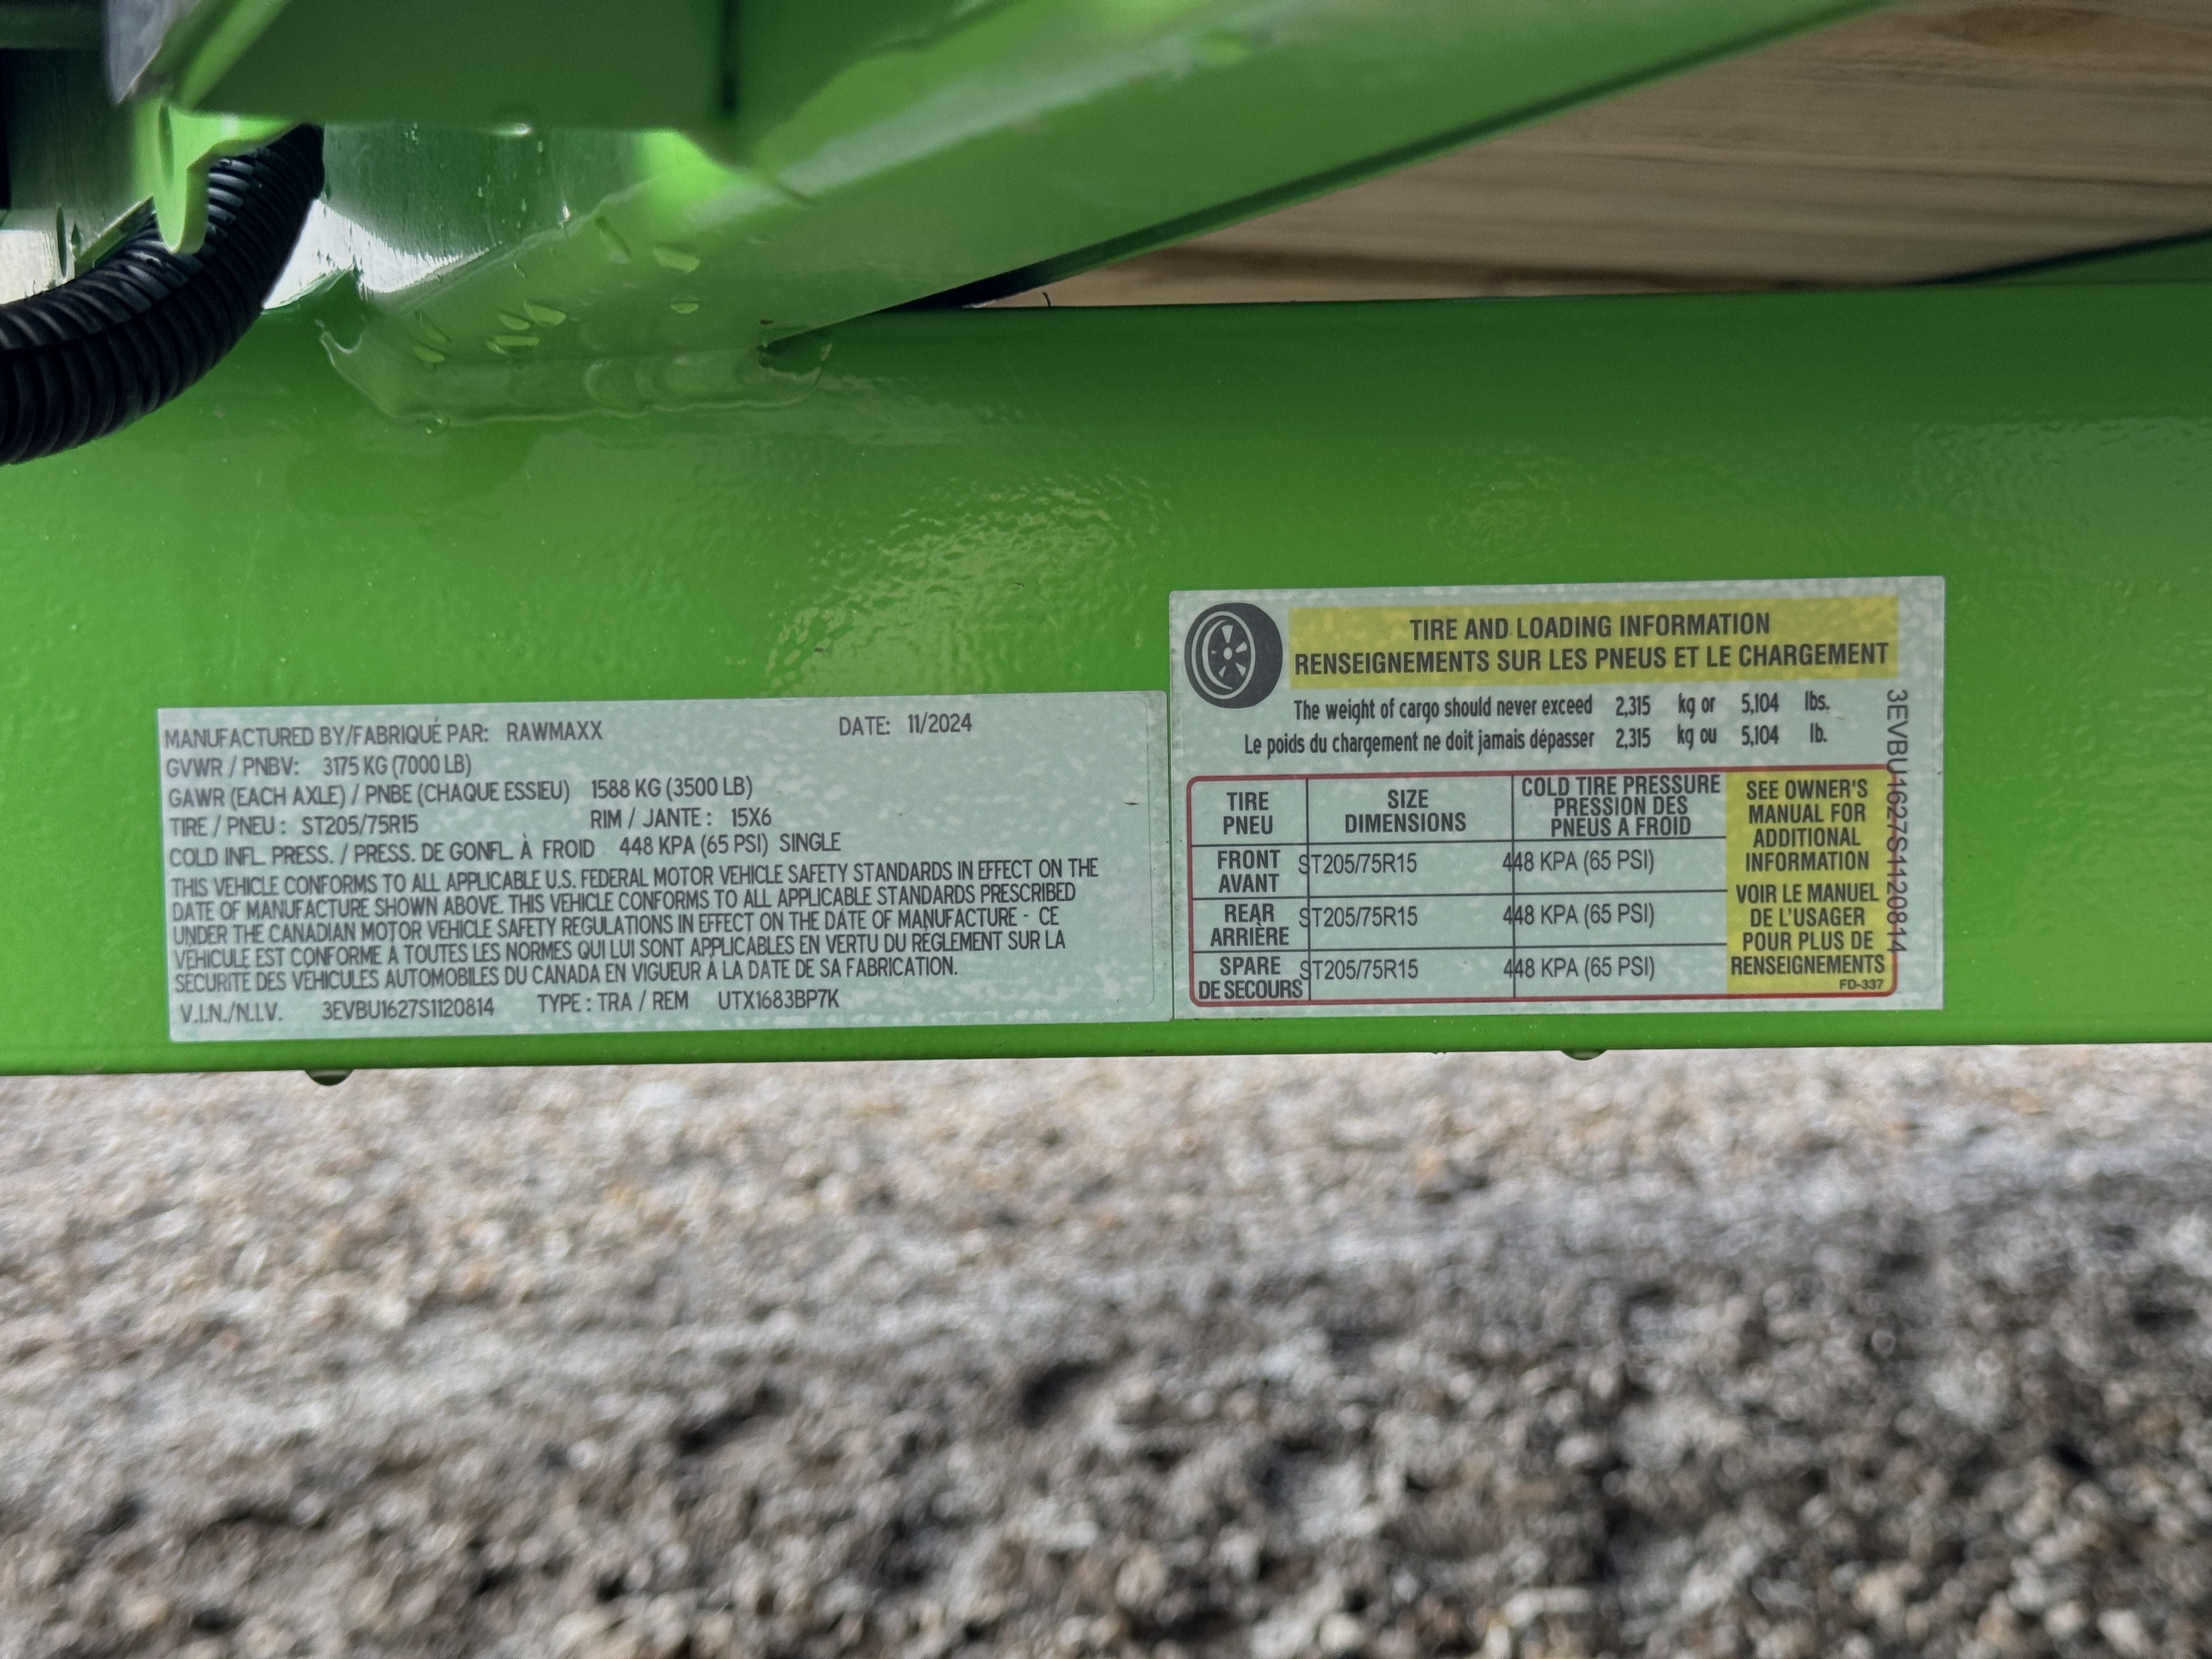 MANUFACTURED BY/FABRIQUÉ PAR: RAWMAXX DATE: 11/2024
GVWR / PNBV: 3175 KG (7000 LB)
GAWR (EACH AXLE) / PNBE (CHAQUE ESSIEU) 1588 KG (3500 LB)
TIRE / PNEU : ST205/75R15 RIM / JANTE : 15X6
COLD INFL. PRESS. / PRESS. DE GONFL. À FROID 448 KPA (65 PSI) SINGLE
THIS VEHICLE CONFORMS TO ALL APPLICABLE U.S. FEDERAL MOTOR VEHICLE SAFETY STANDARDS IN EFFECT ON THE
DATE OF MANUFACTURE SHOWN ABOVE. THIS VEHICLE CONFORMS TO ALL APPLICABLE STANDARDS PRESCRIBED
UNDER THE CANADIAN MOTOR VEHICLE SAFETY REGULATIONS IN EFFECT ON THE DATE OF MANUFACTURE - CE
VÉHICULE EST CONFORME À TOUTES LES NORMES QUI LUI SONT APPLICABLES EN VERTU DU RÈGLEMENT SUR LA
SÉCURITÉ DES VÉHICULES AUTOMOBILES DU CANADA EN VIGUEUR À LA DATE DE SA FABRICATION.
V.I.N./N.I.V. 3EVBU1627S1120814 TYPE : TRA / REM UTX1683BP7K
TIRE AND LOADING INFORMATION
RENSEIGNEMENTS SUR LES PNEUS ET LE CHARGEMENT
The weight of cargo should never exceed 2,315 kg or 5,104 lbs.
Le poids du chargement ne doit jamais dépasser 2,315 kg ou 5,104 lb.
TIRE
PNEU
SIZE
DIMENSIONS
COLD TIRE PRESSURE
PRESSION DES
PNEUS A FROID
FRONT
AVANT
ST205/75R15 448 KPA (65 PSI)
REAR
ARRIÈRE
ST205/75R15 448 KPA (65 PSI)
SPARE
DE SECOURS
ST205/75R15 448 KPA (65 PSI)
SEE OWNER'S
MANUAL FOR
ADDITIONAL
INFORMATION
VOIR LE MANUEL
DE L'USAGER
POUR PLUS DE
RENSEIGNEMENTS
FD-337
3EVBU1627S1120814